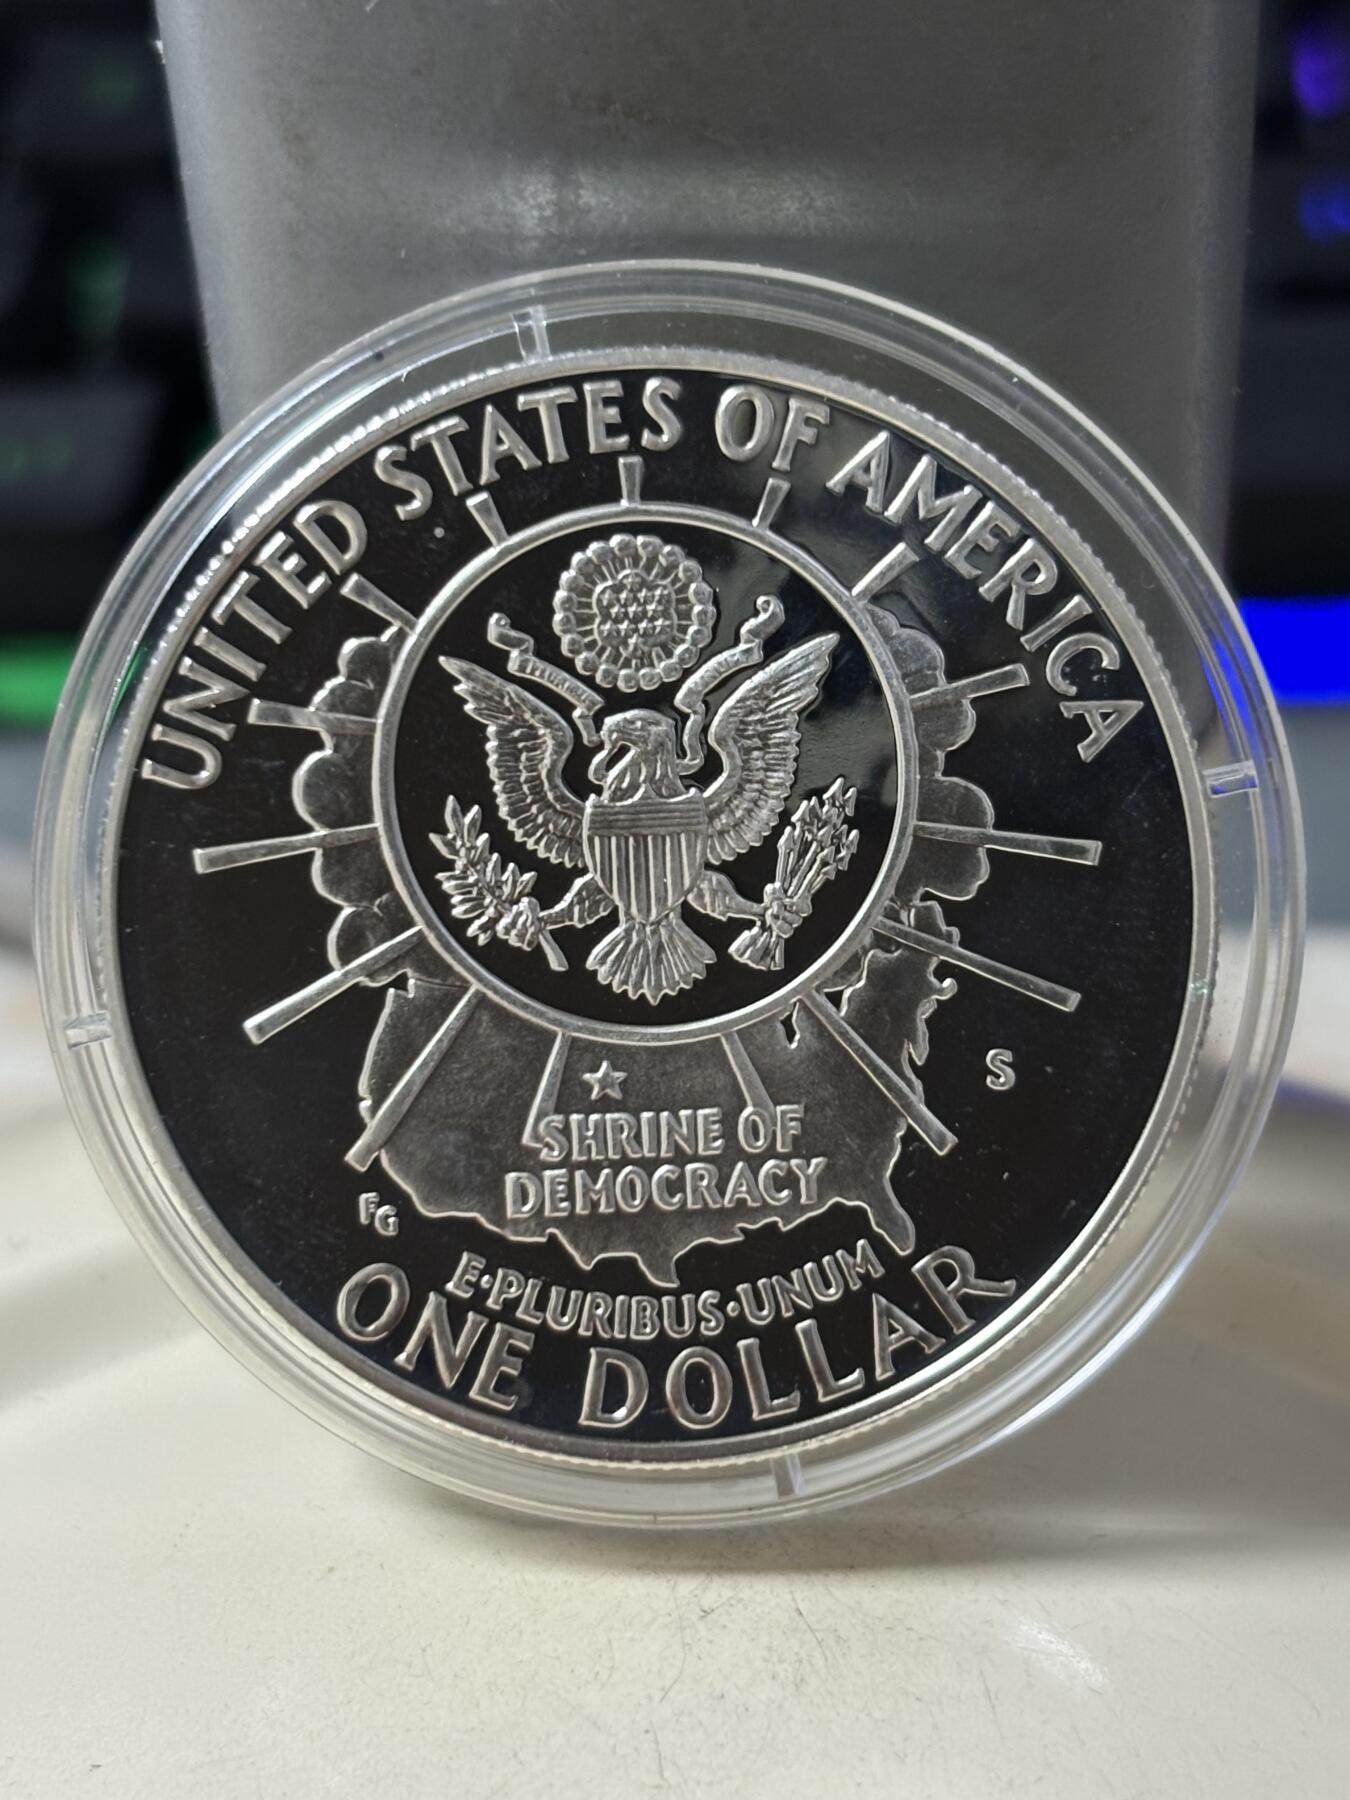 UNITED STATES OF AMERICA
S
SHRINE OF
DEMOCRACY
FG
E·PLURIBUS·UNUM
ONE DOLLAR